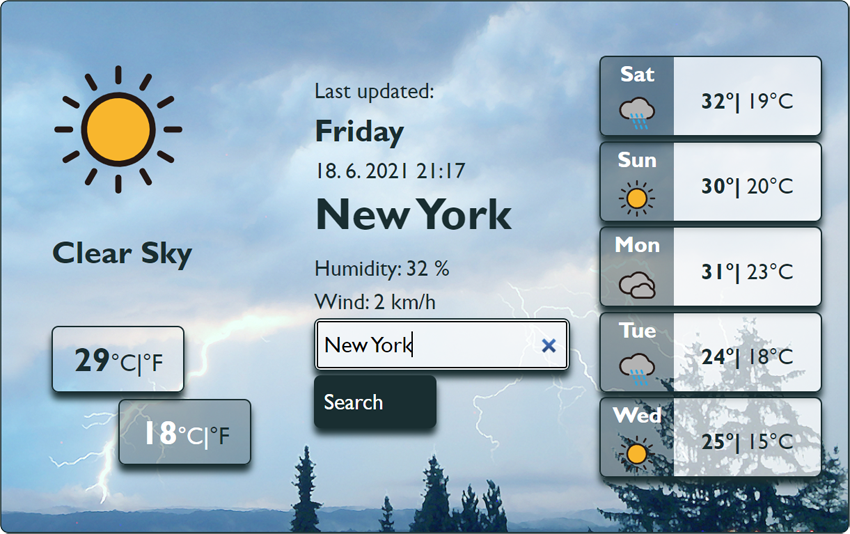 Clear Sky
29°C|°F
18°C|°F
Last updated:
Friday
18. 6. 2021 21:17
New York
Humidity: 32 %
Wind: 2 km/h
New York
Search
Sat
32°| 19°C
Sun
30°| 20°C
Mon
31°| 23°C
Tue
24°| 18°C
Wed
25°| 15°C